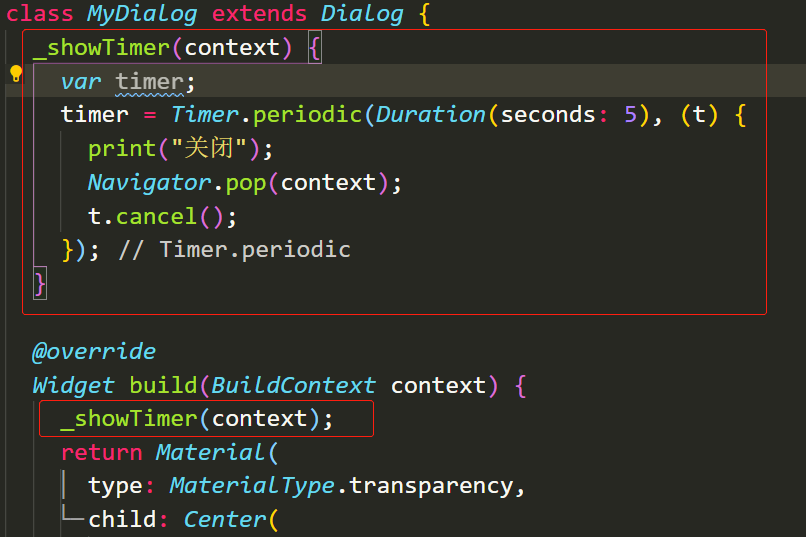 class MyDialog extends Dialog {
_showTimer(context) {
var timer;
timer = Timer.periodic(Duration(seconds: 5), (t) {
print("关闭");
Navigator.pop(context);
t.cancel();
}); // Timer.periodic
}
@override
Widget build(BuildContext context) {
_showTimer(context);
return Material(
type: MaterialType.transparency,
child: Center(